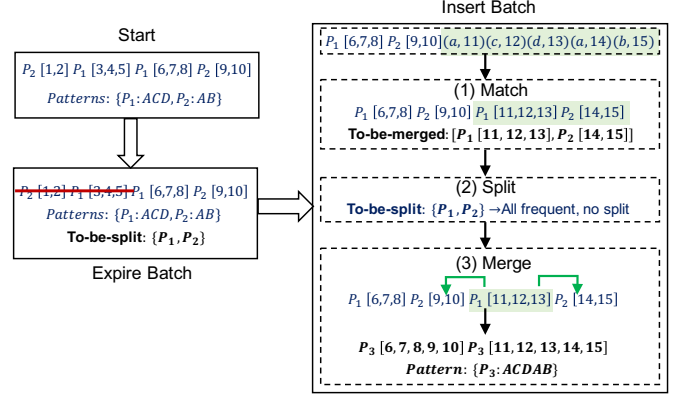 Start
P₂ [1,2] P₁ [3,4,5] P₁ [6,7,8] P₂ [9,10]
Patterns: {P₁: ACD, P₂: AB}
P₂ [1,2] P₁ [3,4,5] P₁ [6,7,8] P₂ [9,10]
Patterns: {P₁: ACD, P₂: AB}
To-be-split: {P₁, P₂}
Expire Batch
Insert Batch
P₁ [6,7,8] P₂ [9,10](a, 11)(c, 12)(d, 13)(a, 14)(b, 15)
(1) Match
P₁ [6,7,8] P₂ [9,10] P₁ [11,12,13] P₂ [14,15]
To-be-merged: [P₁ [11, 12, 13], P₂ [14, 15]]
(2) Split
To-be-split: {P₁, P₂} →All frequent, no split
(3) Merge
P₁ [6,7,8] P₂ [9,10] P₁ [11,12,13] P₂ [14,15]
P₃ [6, 7, 8, 9, 10] P₃ [11, 12, 13, 14, 15]
Pattern: {P₃: ACDAB}